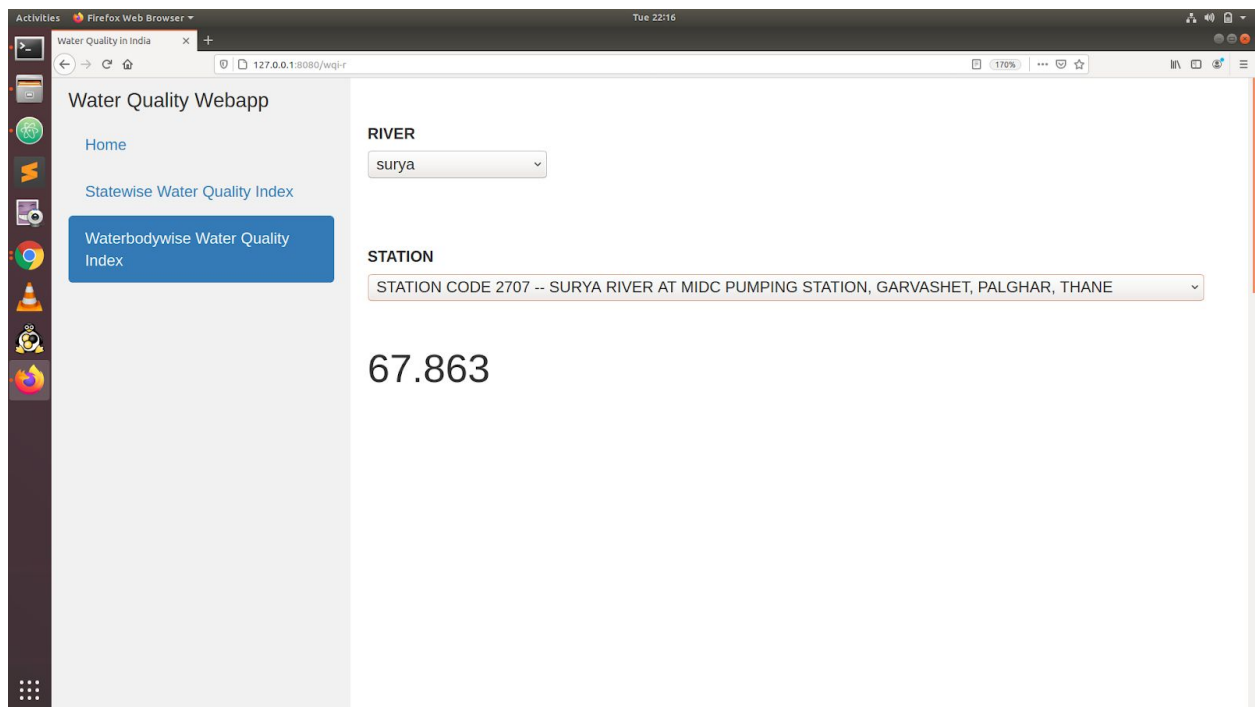 Activities Firefox Web Browser Tue 22:16
Water Quality in India
127.0.0.1:8080/wqi-r 170%
Water Quality Webapp
Home
Statewise Water Quality Index
Waterbodywise Water Quality
Index
RIVER
surya
STATION
STATION CODE 2707 -- SURYA RIVER AT MIDC PUMPING STATION, GARVASHET, PALGHAR, THANE
67.863